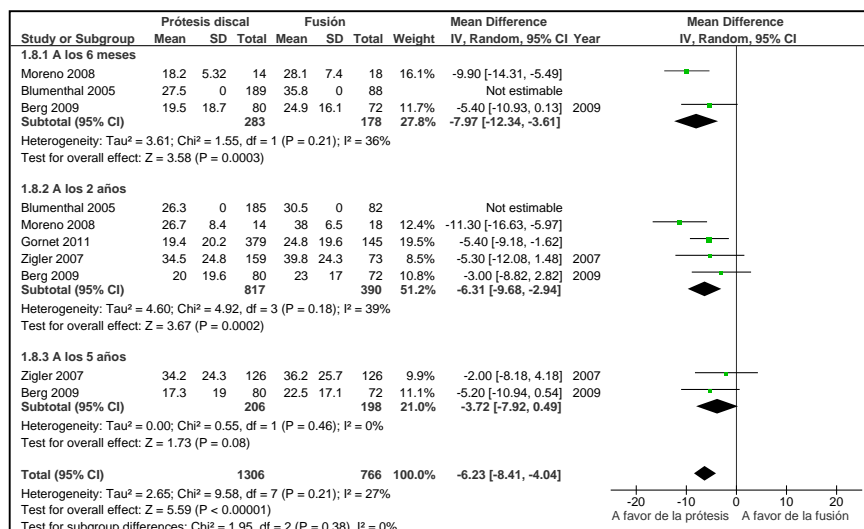 Prótesis discal Fusión Mean Difference Mean Difference
Study or Subgroup Mean SD Total Mean SD Total Weight IV, Random, 95% CI Year IV, Random, 95% CI
1.8.1 A los 6 meses
Moreno 2008 18.2 5.32 14 28.1 7.4 18 16.1% -9.90 [-14.31, -5.49]
Blumenthal 2005 27.5 0 189 35.8 0 88 Not estimable
Berg 2009 19.5 18.7 80 24.9 16.1 72 11.7% -5.40 [-10.93, 0.13] 2009
Subtotal (95% CI) 283 178 27.8% -7.97 [-12.34, -3.61]
Heterogeneity: Tau² = 3.61; Chi² = 1.55, df = 1 (P = 0.21); I² = 36%
Test for overall effect: Z = 3.58 (P = 0.0003)
1.8.2 A los 2 años
Blumenthal 2005 26.3 0 185 30.5 0 82 Not estimable
Moreno 2008 26.7 8.4 14 38 6.5 18 12.4% -11.30 [-16.63, -5.97]
Gornet 2011 19.4 20.2 379 24.8 19.6 145 19.5% -5.40 [-9.18, -1.62]
Zigler 2007 34.5 24.8 159 39.8 24.3 73 8.5% -5.30 [-12.08, 1.48] 2007
Berg 2009 20 19.6 80 23 17 72 10.8% -3.00 [-8.82, 2.82] 2009
Subtotal (95% CI) 817 390 51.2% -6.31 [-9.68, -2.94]
Heterogeneity: Tau² = 4.60; Chi² = 4.92, df = 3 (P = 0.18); I² = 39%
Test for overall effect: Z = 3.67 (P = 0.0002)
1.8.3 A los 5 años
Zigler 2007 34.2 24.3 126 36.2 25.7 126 9.9% -2.00 [-8.18, 4.18] 2007
Berg 2009 17.3 19 80 22.5 17.1 72 11.1% -5.20 [-10.94, 0.54] 2009
Subtotal (95% CI) 206 198 21.0% -3.72 [-7.92, 0.49]
Heterogeneity: Tau² = 0.00; Chi² = 0.55, df = 1 (P = 0.46); I² = 0%
Test for overall effect: Z = 1.73 (P = 0.08)
Total (95% CI) 1306 766 100.0% -6.23 [-8.41, -4.04]
Heterogeneity: Tau² = 2.65; Chi² = 9.58, df = 7 (P = 0.21); I² = 27%
Test for overall effect: Z = 5.59 (P < 0.00001)
Test for subgroup differences: Chi² = 1.95, df = 2 (P = 0.38), I² = 0%
-20 -10 0 10 20
A favor de la prótesis A favor de la fusión